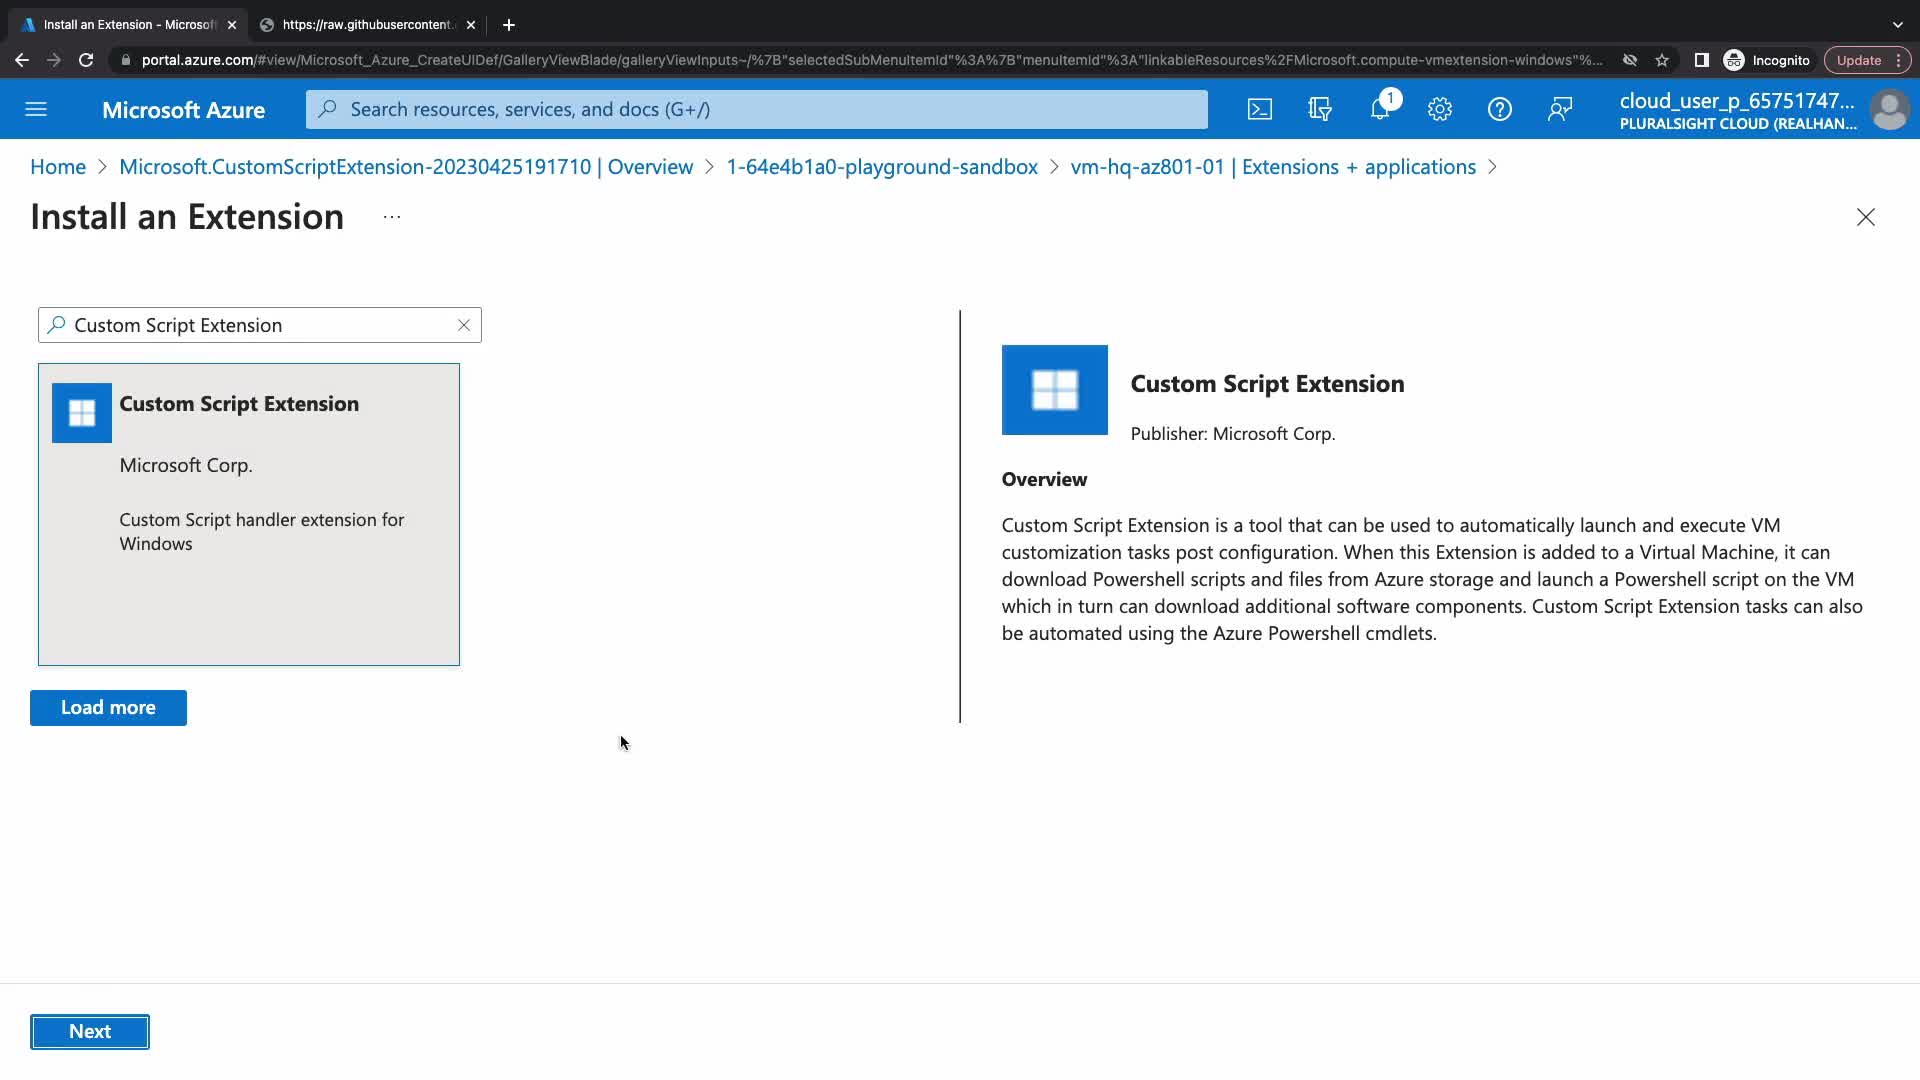 Install an Extension - Microsoft
https://raw.githubusercontent.
portal.azure.com/#view/Microsoft_Azure_CreateUIDef/GalleryViewBlade/galleryViewInputs~/%7B"selectedSubMenuItemId"%3A%7B"menuItemId"%3A"linkableResources%2FMicrosoft.compute-vmextension-windows"%...
Incognito
Update
Microsoft Azure
Search resources, services, and docs (G+/)
1
cloud_user_p_65751747...
PLURALSIGHT CLOUD (REALHAN...
Home > Microsoft.CustomScriptExtension-20230425191710 | Overview > 1-64e4b1a0-playground-sandbox > vm-hq-az801-01 | Extensions + applications >
Install an Extension ...
Custom Script Extension
Custom Script Extension
Microsoft Corp.
Custom Script handler extension for
Windows
Load more
Custom Script Extension
Publisher: Microsoft Corp.
Overview
Custom Script Extension is a tool that can be used to automatically launch and execute VM
customization tasks post configuration. When this Extension is added to a Virtual Machine, it can
download Powershell scripts and files from Azure storage and launch a Powershell script on the VM
which in turn can download additional software components. Custom Script Extension tasks can also
be automated using the Azure Powershell cmdlets.
Next